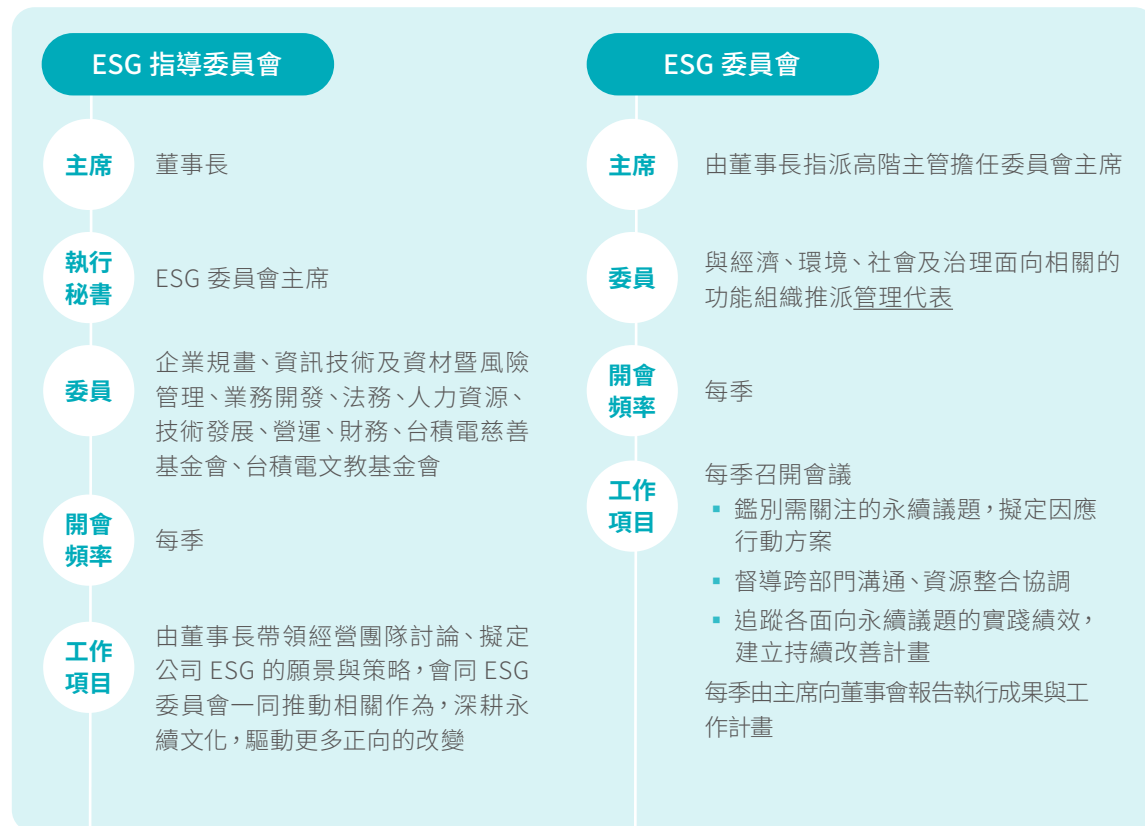 ESG 指導委員會
主席
董事長
執行
秘書
ESG 委員會主席
委員
企業規畫、資訊技術及資材暨風險
管理、業務開發、法務、人力資源、
技術發展、營運、財務、台積電慈善
基金會、台積電文教基金會
開會
頻率
每季
工作
項目
由董事長帶領經營團隊討論、擬定
公司 ESG 的願景與策略，會同 ESG
委員會一同推動相關作為，深耕永
續文化，驅動更多正向的改變
ESG 委員會
主席
由董事長指派高階主管擔任委員會主席
委員
與經濟、環境、社會及治理面向相關的
功能組織推派管理代表
開會
頻率
每季
工作
項目
每季召開會議
▪ 鑑別需關注的永續議題，擬定因應
行動方案
▪ 督導跨部門溝通、資源整合協調
▪ 追蹤各面向永續議題的實踐績效，
建立持續改善計畫
每季由主席向董事會報告執行成果與工
作計畫